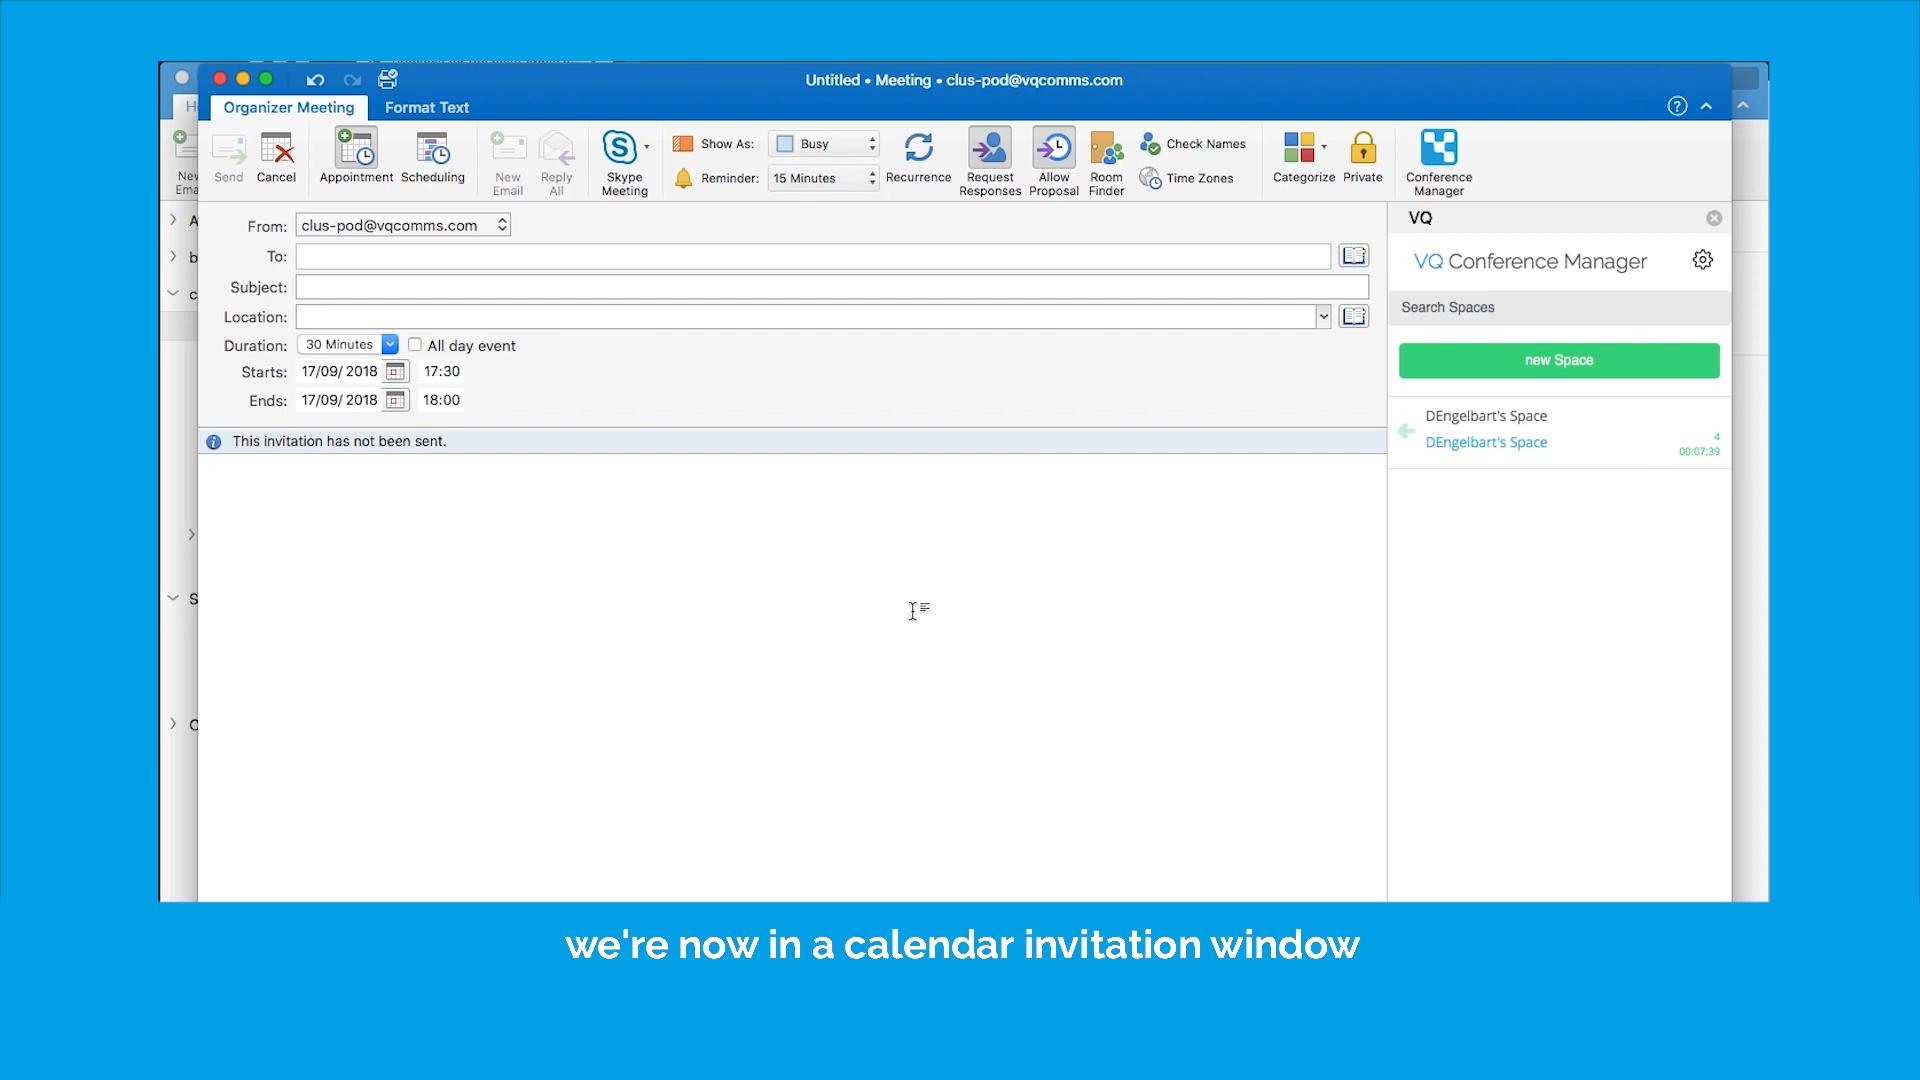 Untitled • Meeting • clus-pod@vqcomms.com
Organizer Meeting
Format Text
Send
Cancel
Appointment
Scheduling
New
Email
Reply
All
Skype
Meeting
Show As:
Busy
Reminder:
15 Minutes
Recurrence
Request
Responses
Allow
Proposal
Room
Finder
Check Names
Time Zones
Categorize
Private
Conference
Manager
From: clus-pod@vqcomms.com
To:
Subject:
Location:
Duration: 30 Minutes All day event
Starts: 17/09/2018 17:30
Ends: 17/09/2018 18:00
This invitation has not been sent.
VQ
VQ Conference Manager
Search Spaces
new Space
DEngelbart's Space
DEngelbart's Space
4
00:07:39
we're now in a calendar invitation window